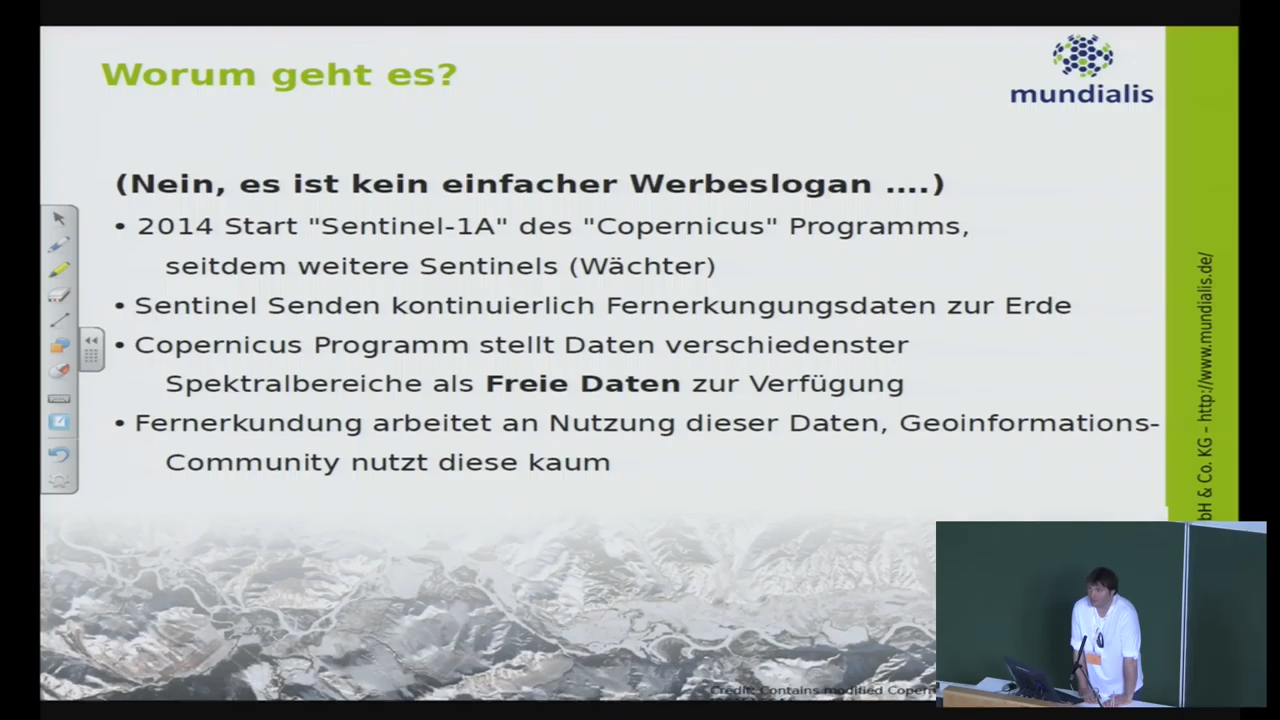 Worum geht es?
mundialis
(Nein, es ist kein einfacher Werbeslogan ....)
• 2014 Start "Sentinel-1A" des "Copernicus" Programms,
seitdem weitere Sentinels (Wächter)
• Sentinel Senden kontinuierlich Fernerkungungsdaten zur Erde
• Copernicus Programm stellt Daten verschiedenster
Spektralbereiche als Freie Daten zur Verfügung
• Fernerkundung arbeitet an Nutzung dieser Daten, Geoinformations-
Community nutzt diese kaum
bH & Co. KG – http://www.mundialis.de/
Credit: Contains modified Copern